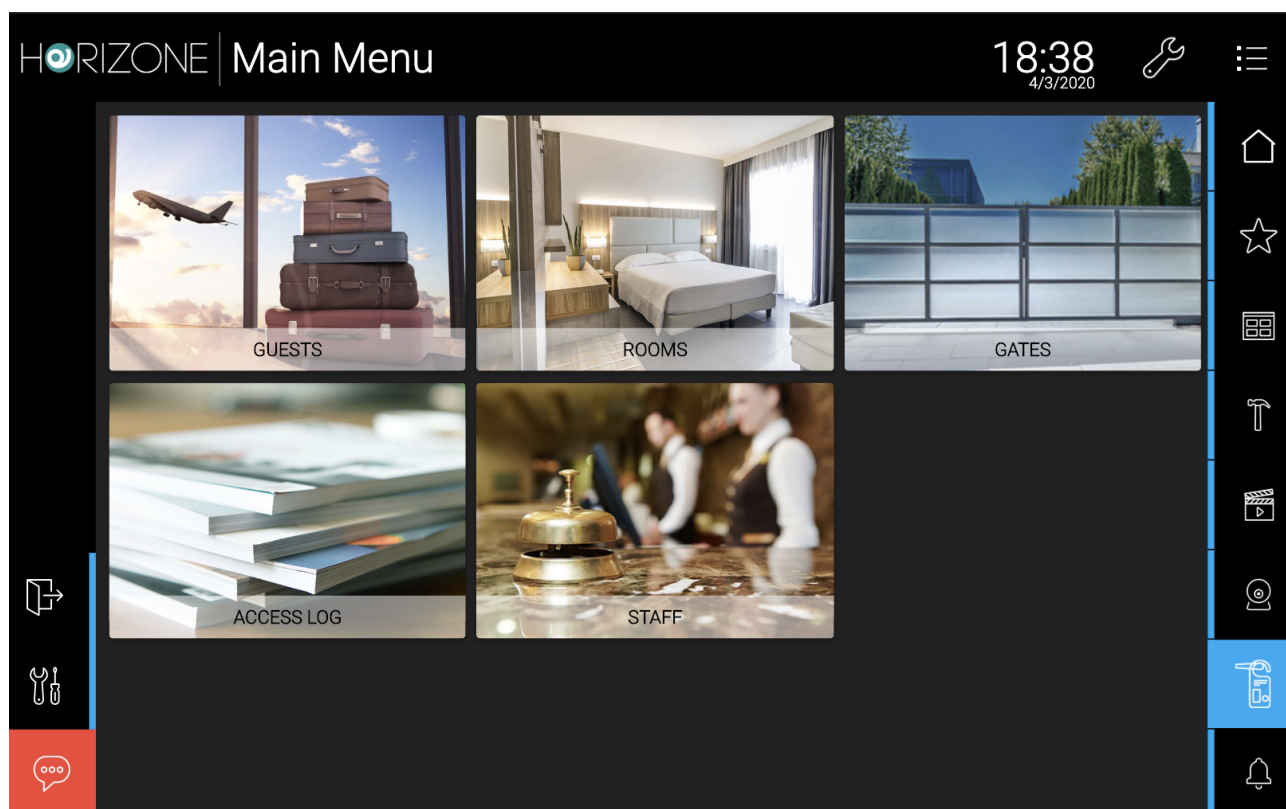 HORIZONE Main Menu
18:38
4/3/2020
GUESTS
ROOMS
GATES
ACCESS LOG
STAFF